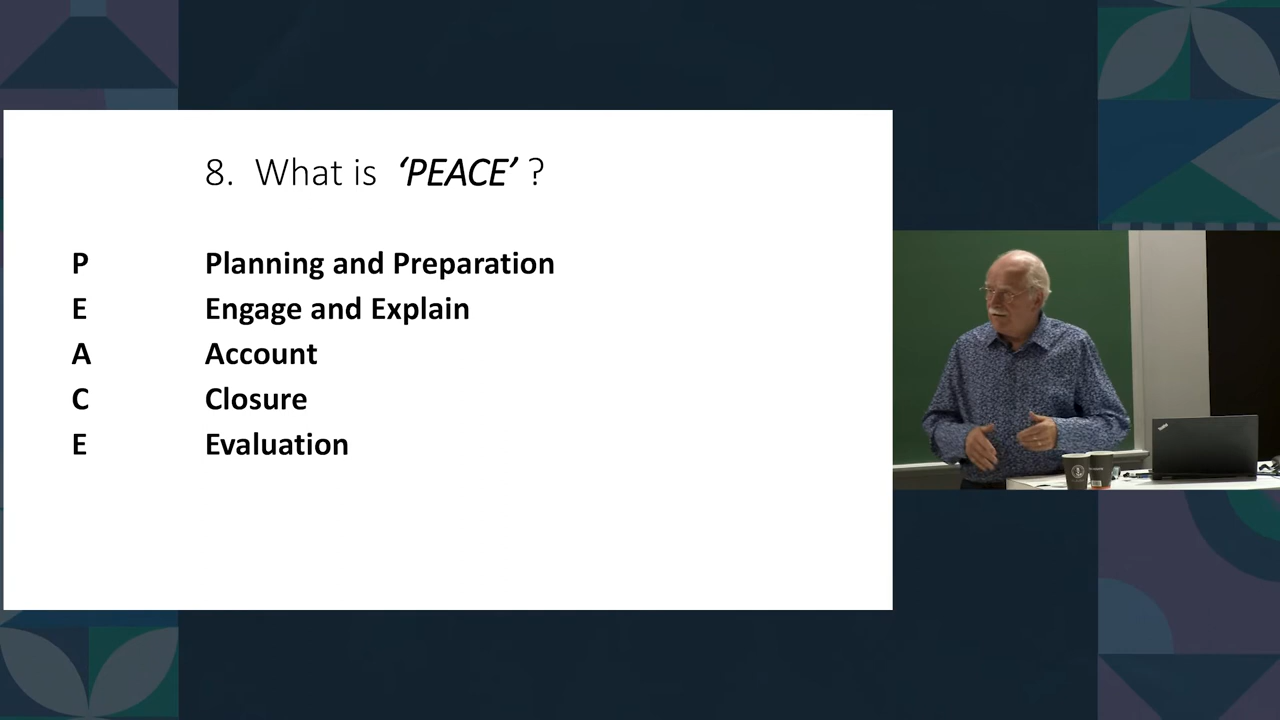 8. What is ‘PEACE’ ?
P Planning and Preparation
E Engage and Explain
A Account
C Closure
E Evaluation